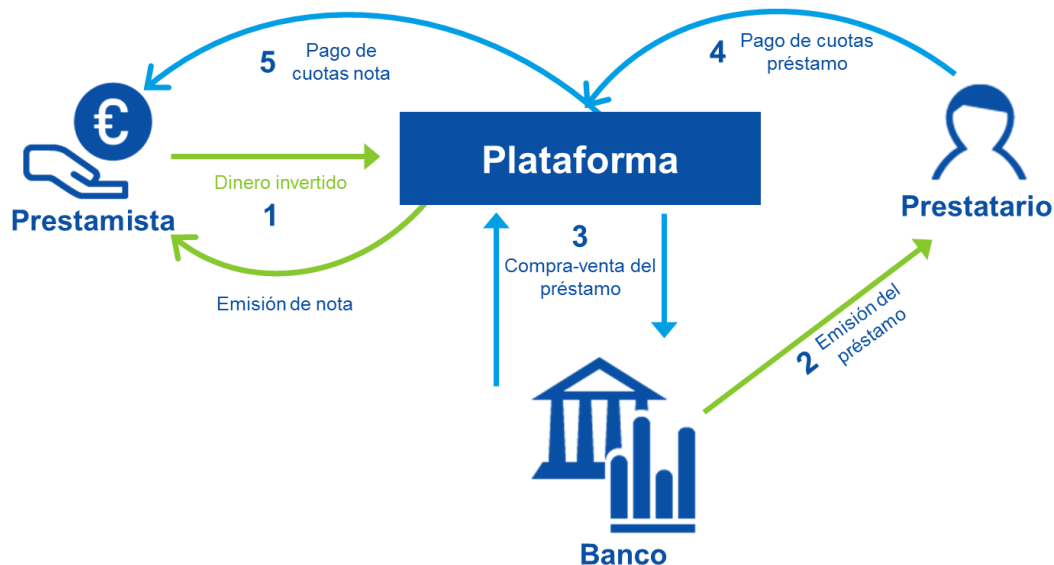 5
Pago de
cuotas nota
4
Pago de cuotas
préstamo
€
Plataforma
Dinero invertido
1
Prestamista
Prestatario
3
Compra-venta del
préstamo
Emisión de nota
2
Emisión del
préstamo
Banco